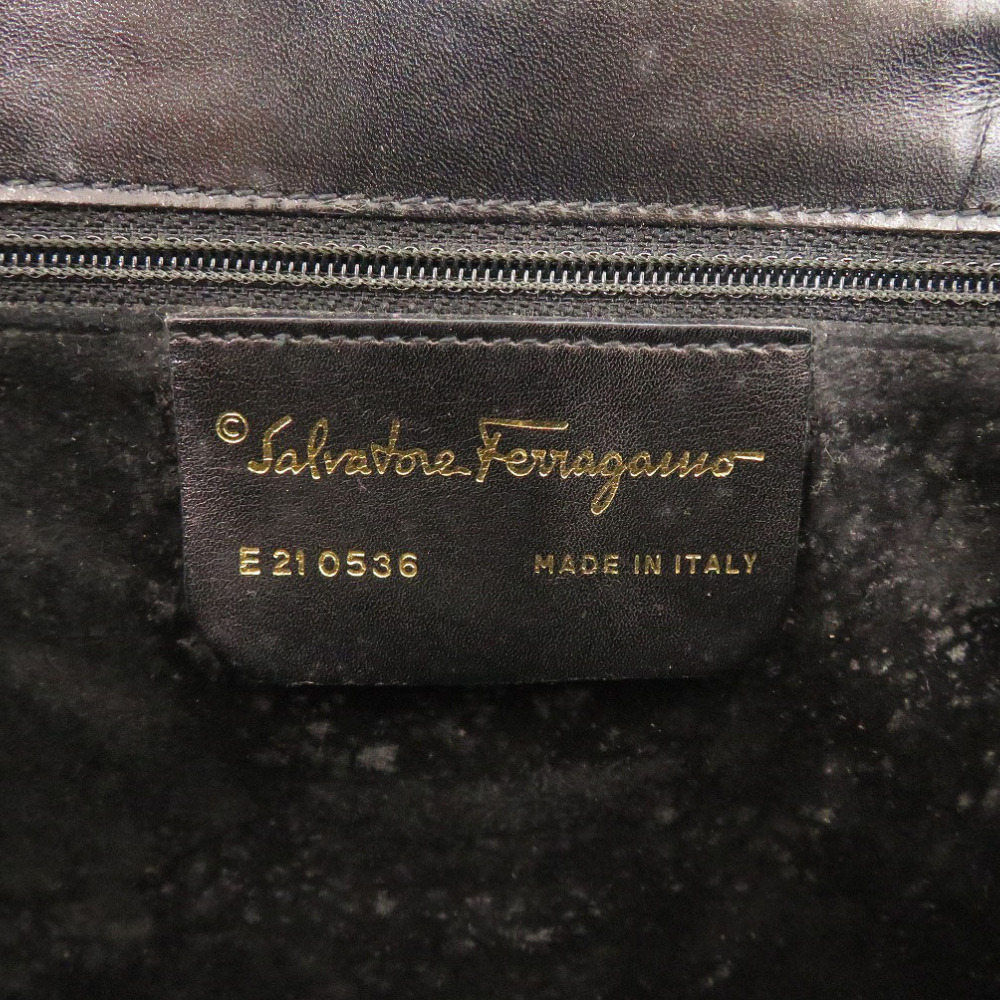 © Salvatore Ferragamo
E 21 0536 MADE IN ITALY